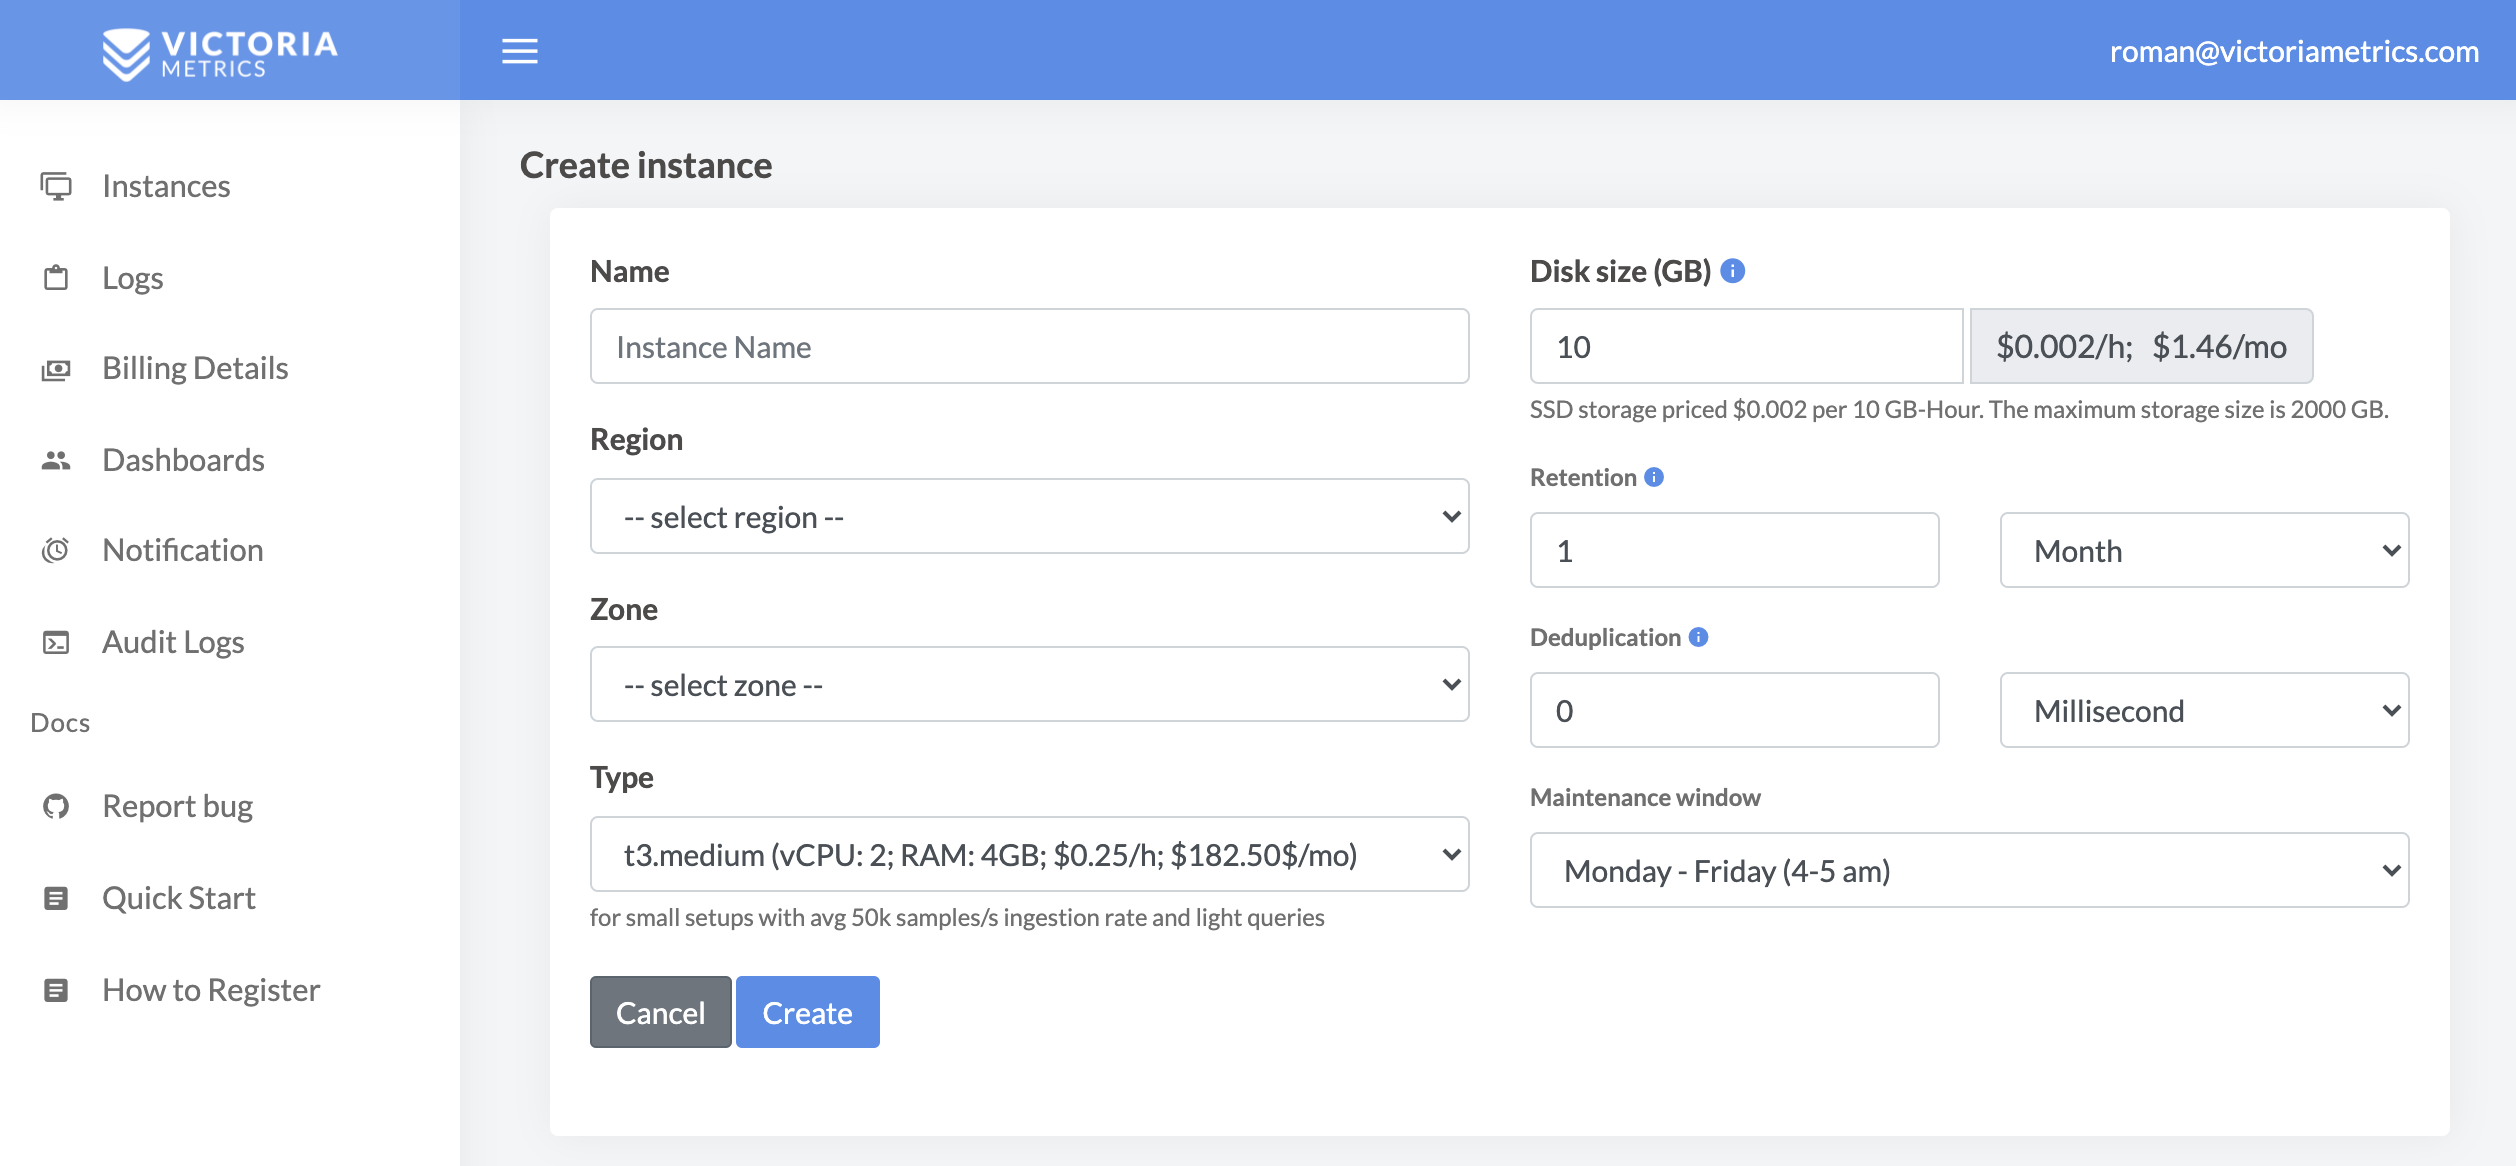 VICTORIA
METRICS
roman@victoriametrics.com
Instances
Logs
Billing Details
Dashboards
Notification
Audit Logs
Docs
Report bug
Quick Start
How to Register
Create instance
Name
Instance Name
Region
-- select region --
Zone
-- select zone --
Type
t3.medium (vCPU: 2; RAM: 4GB; $0.25/h; $182.50$/mo)
for small setups with avg 50k samples/s ingestion rate and light queries
Cancel Create
Disk size (GB)
10 $0.002/h; $1.46/mo
SSD storage priced $0.002 per 10 GB-Hour. The maximum storage size is 2000 GB.
Retention
1 Month
Deduplication
0 Millisecond
Maintenance window
Monday - Friday (4-5 am)